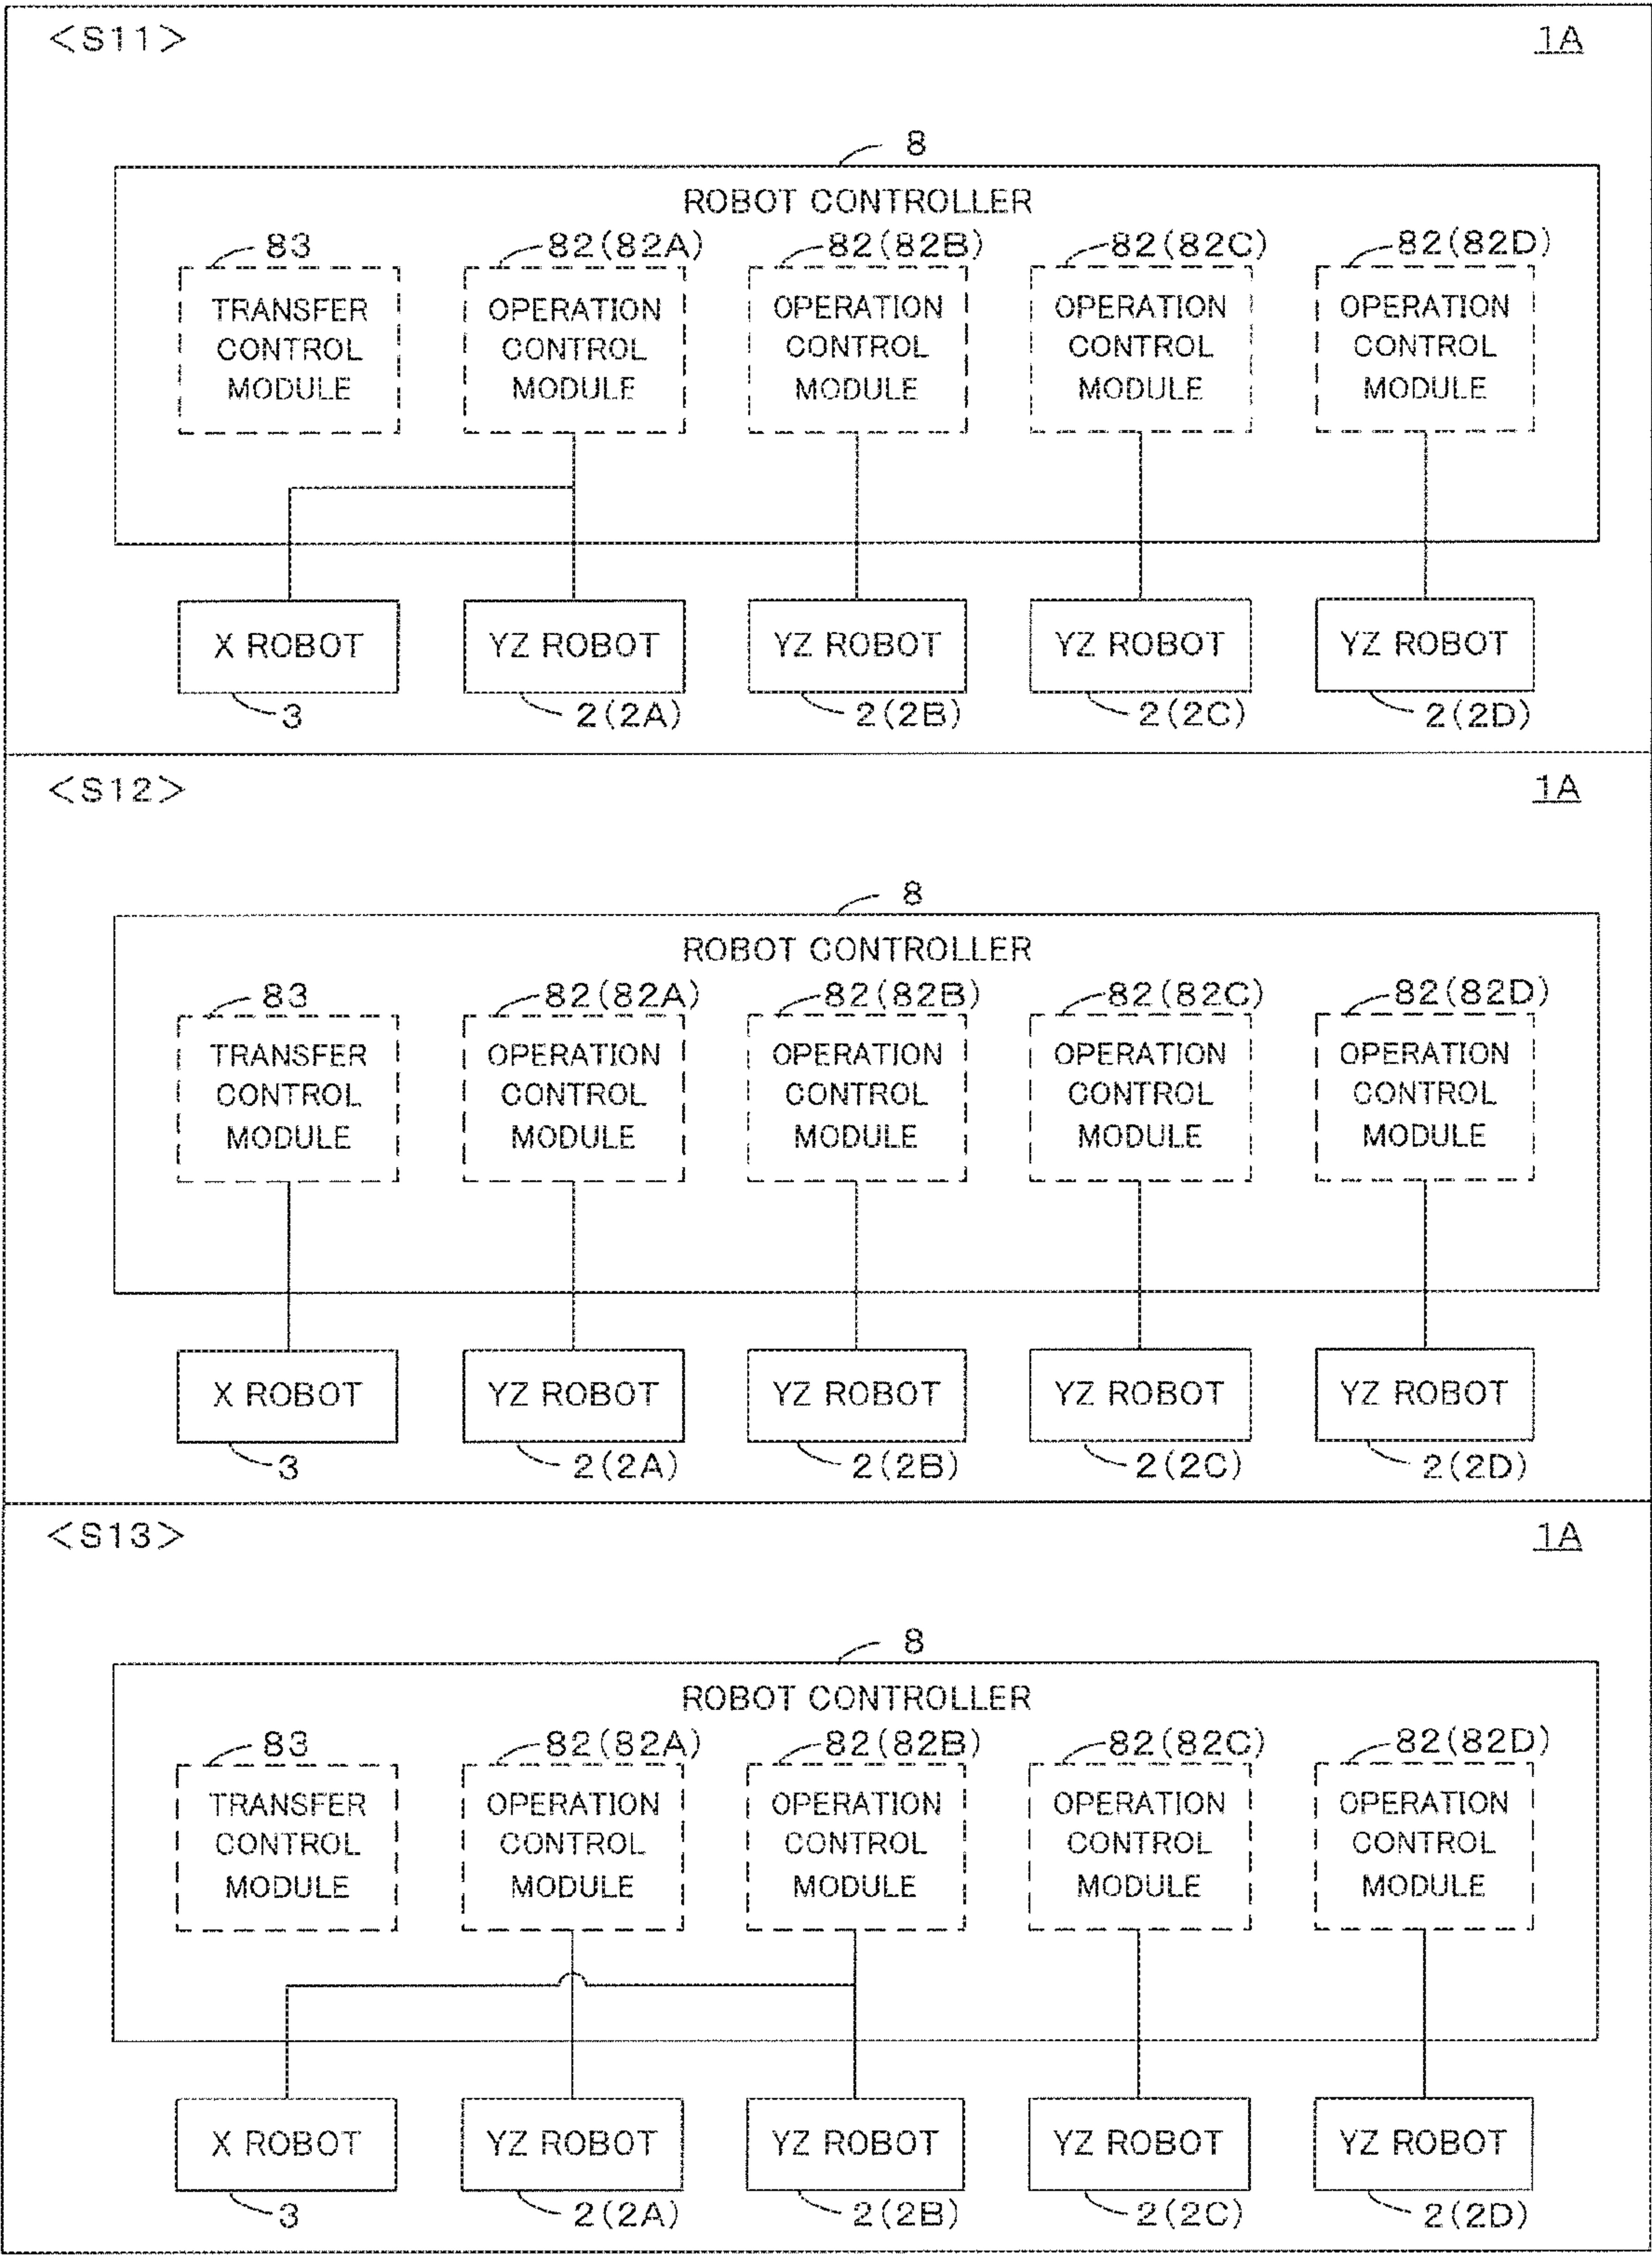 <S11> 1A
8
ROBOT CONTROLLER
83 82(82A) 82(82B) 82(82C) 82(82D)
TRANSFER OPERATION OPERATION OPERATION OPERATION
CONTROL CONTROL CONTROL CONTROL CONTROL
MODULE MODULE MODULE MODULE MODULE
X ROBOT YZ ROBOT YZ ROBOT YZ ROBOT YZ ROBOT
3 2(2A) 2(2B) 2(2C) 2(2D)
<S12> 1A
8
ROBOT CONTROLLER
83 82(82A) 82(82B) 82(82C) 82(82D)
TRANSFER OPERATION OPERATION OPERATION OPERATION
CONTROL CONTROL CONTROL CONTROL CONTROL
MODULE MODULE MODULE MODULE MODULE
X ROBOT YZ ROBOT YZ ROBOT YZ ROBOT YZ ROBOT
3 2(2A) 2(2B) 2(2C) 2(2D)
<S13> 1A
8
ROBOT CONTROLLER
83 82(82A) 82(82B) 82(82C) 82(82D)
TRANSFER OPERATION OPERATION OPERATION OPERATION
CONTROL CONTROL CONTROL CONTROL CONTROL
MODULE MODULE MODULE MODULE MODULE
X ROBOT YZ ROBOT YZ ROBOT YZ ROBOT YZ ROBOT
3 2(2A) 2(2B) 2(2C) 2(2D)